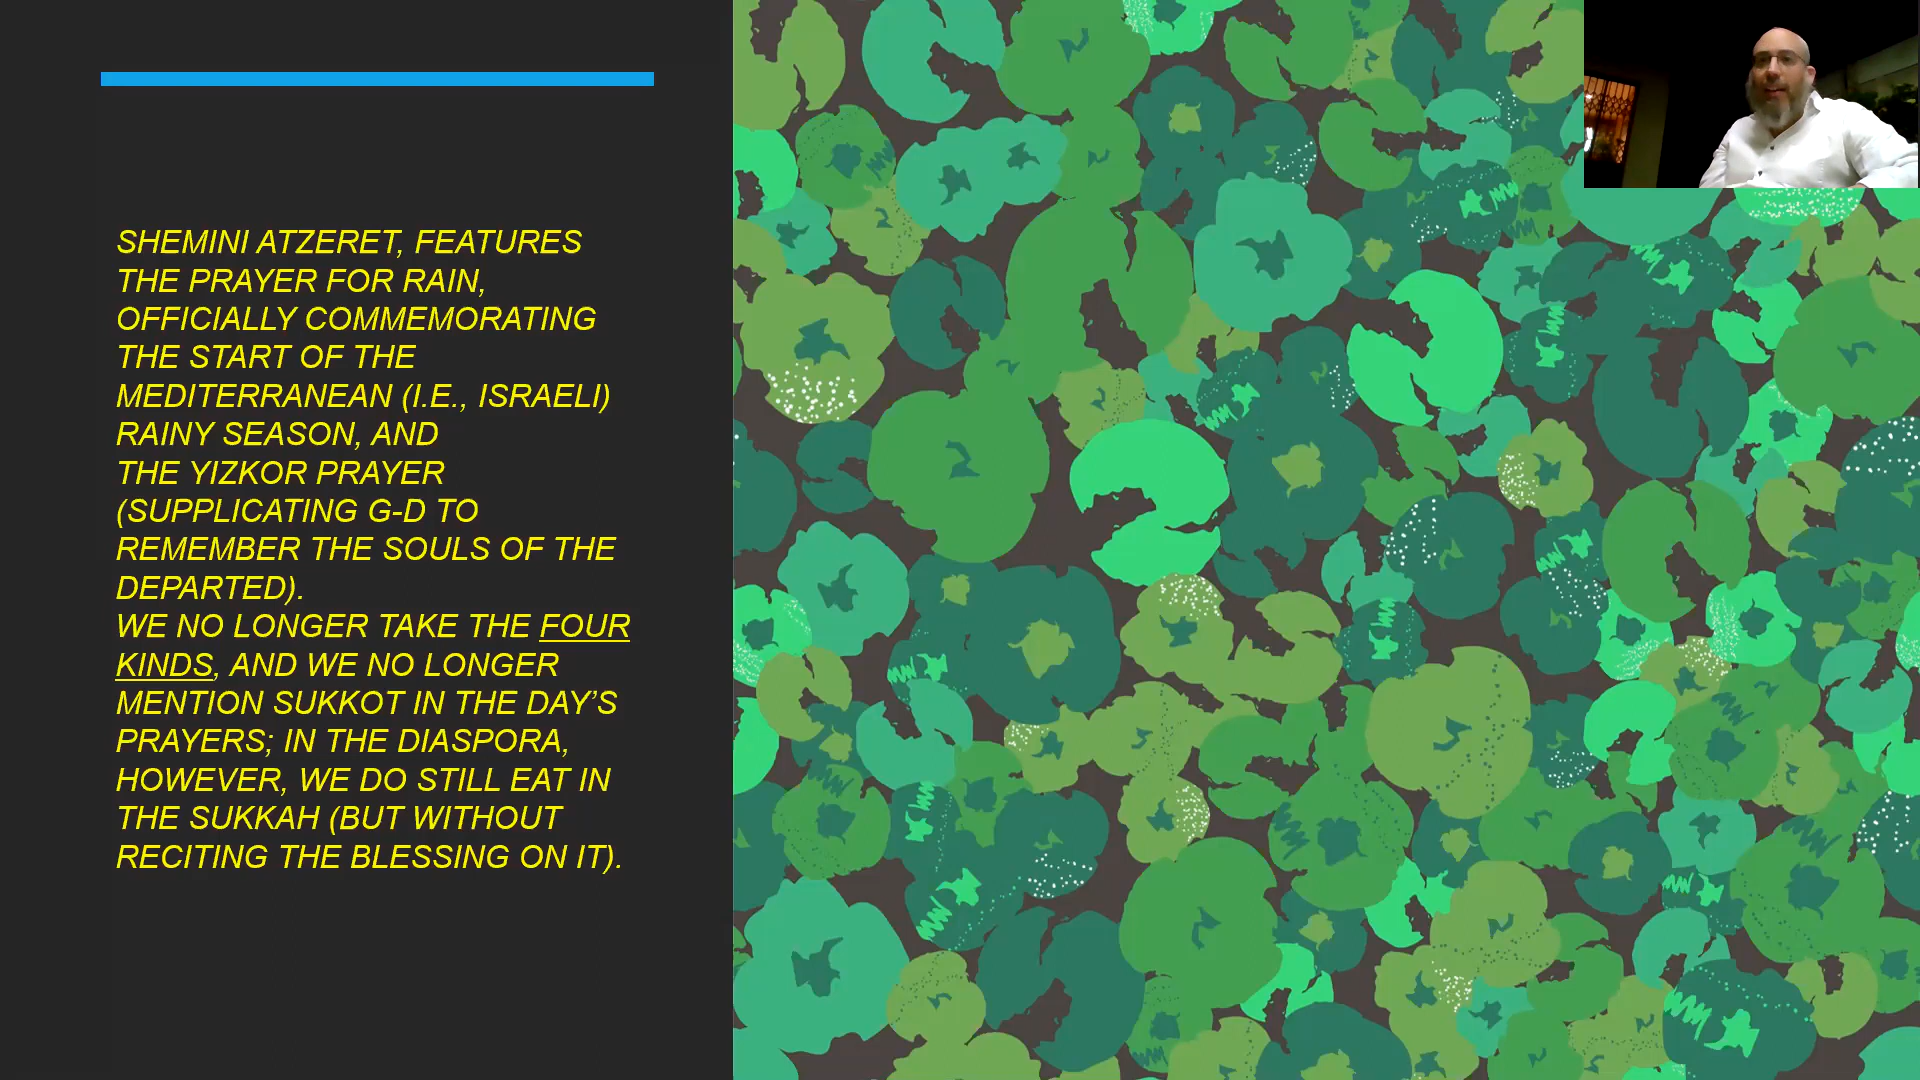 SHEMINI ATZERET, FEATURES
THE PRAYER FOR RAIN,
OFFICIALLY COMMEMORATING
THE START OF THE
MEDITERRANEAN (I.E., ISRAELI)
RAINY SEASON, AND
THE YIZKOR PRAYER
(SUPPLICATING G-D TO
REMEMBER THE SOULS OF THE
DEPARTED).
WE NO LONGER TAKE THE FOUR
KINDS, AND WE NO LONGER
MENTION SUKKOT IN THE DAY’S
PRAYERS; IN THE DIASPORA,
HOWEVER, WE DO STILL EAT IN
THE SUKKAH (BUT WITHOUT
RECITING THE BLESSING ON IT).